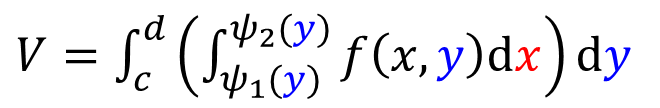 V = ∫_c^d (∫_{ψ₁(y)}^{ψ₂(y)} f(x, y)dx) dy